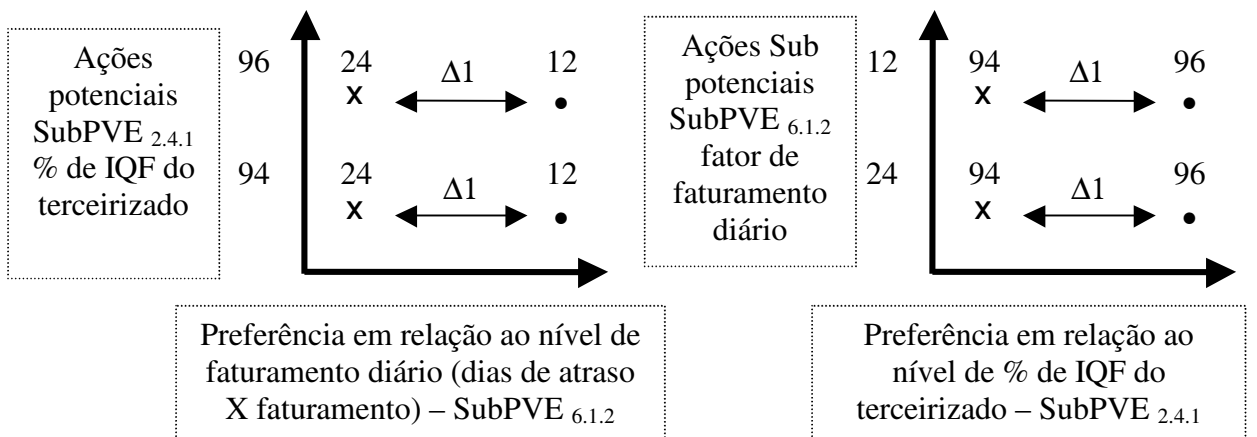 Ações
potenciais
SubPVE 2.4.1
% de IQF do
terceirizado
96 24 Δ1 12
x •
94 24 Δ1 12
x •
Preferência em relação ao nível de
faturamento diário (dias de atraso
X faturamento) – SubPVE 6.1.2
Ações Sub
potenciais
SubPVE 6.1.2
fator de
faturamento
diário
12 94 Δ1 96
x •
24 94 Δ1 96
x •
Preferência em relação ao
nível de % de IQF do
terceirizado – SubPVE 2.4.1